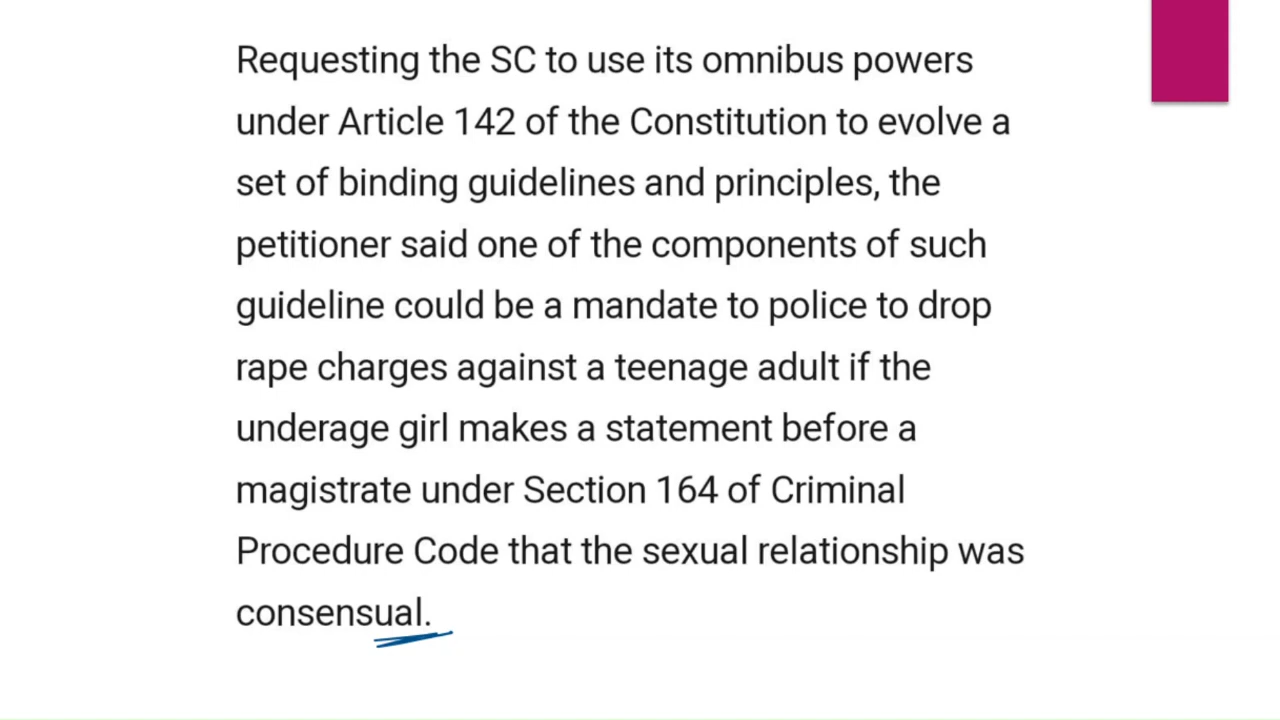 Requesting the SC to use its omnibus powers
under Article 142 of the Constitution to evolve a
set of binding guidelines and principles, the
petitioner said one of the components of such
guideline could be a mandate to police to drop
rape charges against a teenage adult if the
underage girl makes a statement before a
magistrate under Section 164 of Criminal
Procedure Code that the sexual relationship was
consensual.